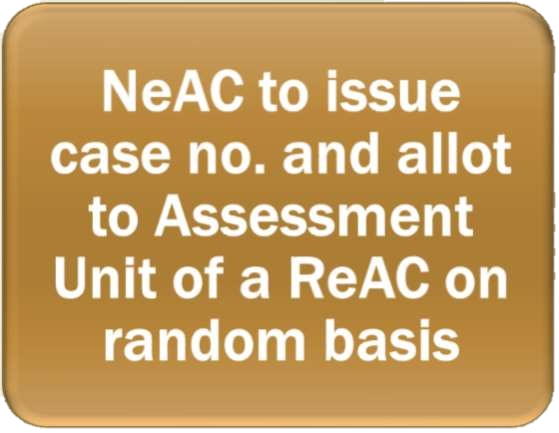 NeAC to issue
case no. and allot
to Assessment
Unit of a ReAC on
random basis